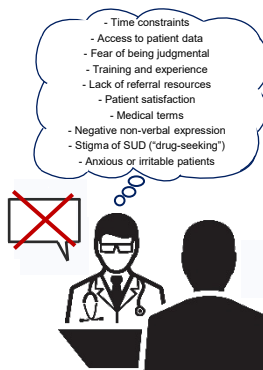 - Time constraints
- Access to patient data
- Fear of being judgmental
- Training and experience
- Lack of referral resources
- Patient satisfaction
- Medical terms
- Negative non-verbal expression
- Stigma of SUD (“drug-seeking”)
- Anxious or irritable patients